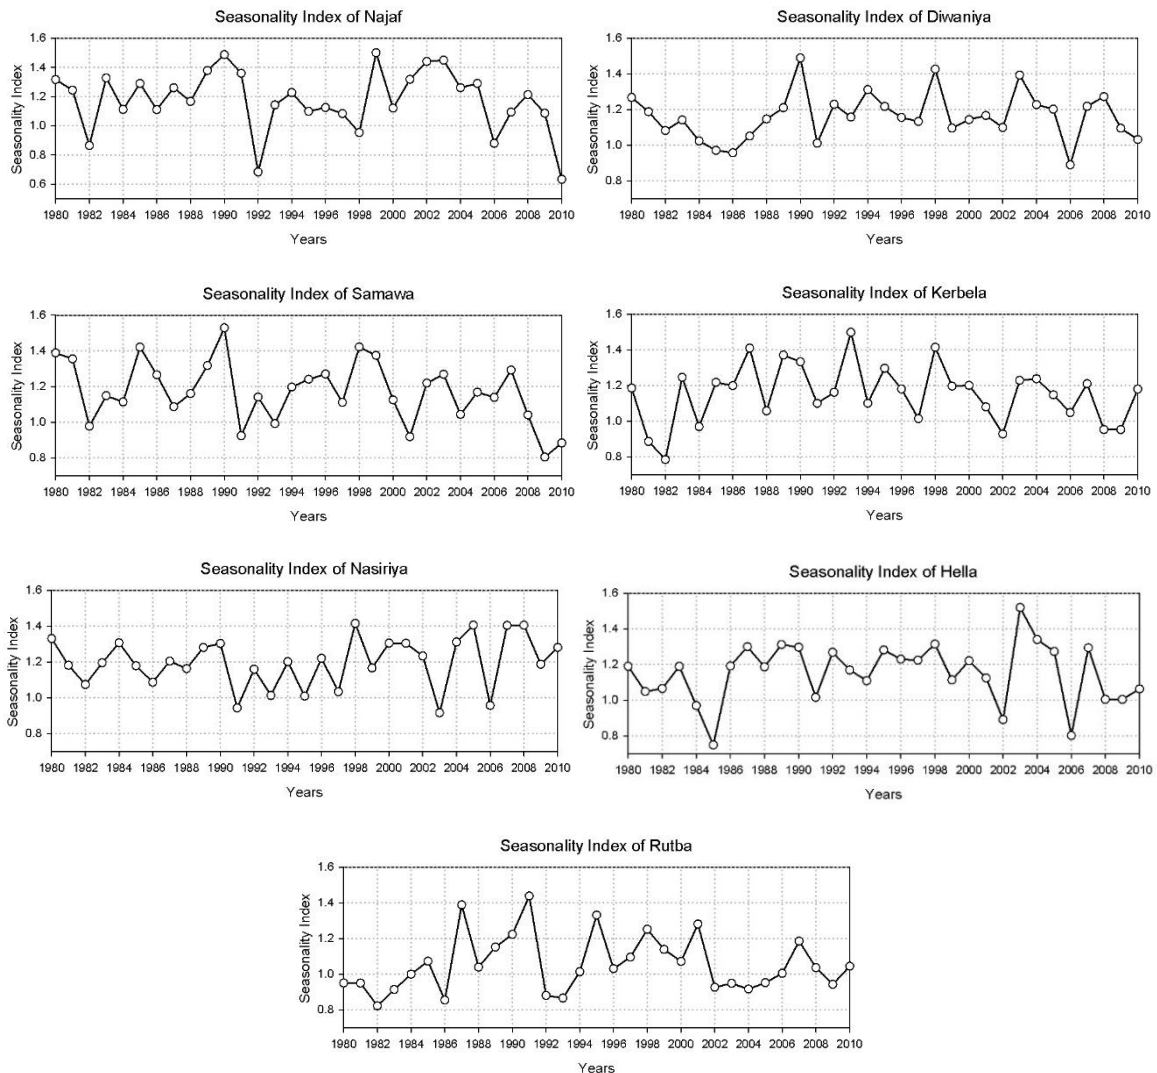 Seasonality Index of Najaf
Seasonality Index
1.6
1.4
1.2
1.0
0.8
0.6
1980 1982 1984 1986 1988 1990 1992 1994 1996 1998 2000 2002 2004 2006 2008 2010
Years
Seasonality Index of Diwaniya
Seasonality Index
1.6
1.4
1.2
1.0
0.8
1980 1982 1984 1986 1988 1990 1992 1994 1996 1998 2000 2002 2004 2006 2008 2010
Years
Seasonality Index of Samawa
Seasonality Index
1.6
1.4
1.2
1.0
0.8
1980 1982 1984 1986 1988 1990 1992 1994 1996 1998 2000 2002 2004 2006 2008 2010
Years
Seasonality Index of Kerbela
Seasonality Index
1.6
1.4
1.2
1.0
0.8
1980 1982 1984 1986 1988 1990 1992 1994 1996 1998 2000 2002 2004 2006 2008 2010
Years
Seasonality Index of Nasiriya
Seasonality Index
1.6
1.4
1.2
1.0
0.8
1980 1982 1984 1986 1988 1990 1992 1994 1996 1998 2000 2002 2004 2006 2008 2010
Years
Seasonality Index of Hella
Seasonality Index
1.6
1.4
1.2
1.0
0.8
1980 1982 1984 1986 1988 1990 1992 1994 1996 1998 2000 2002 2004 2006 2008 2010
Years
Seasonality Index of Rutba
Seasonality Index
1.6
1.4
1.2
1.0
0.8
1980 1982 1984 1986 1988 1990 1992 1994 1996 1998 2000 2002 2004 2006 2008 2010
Years